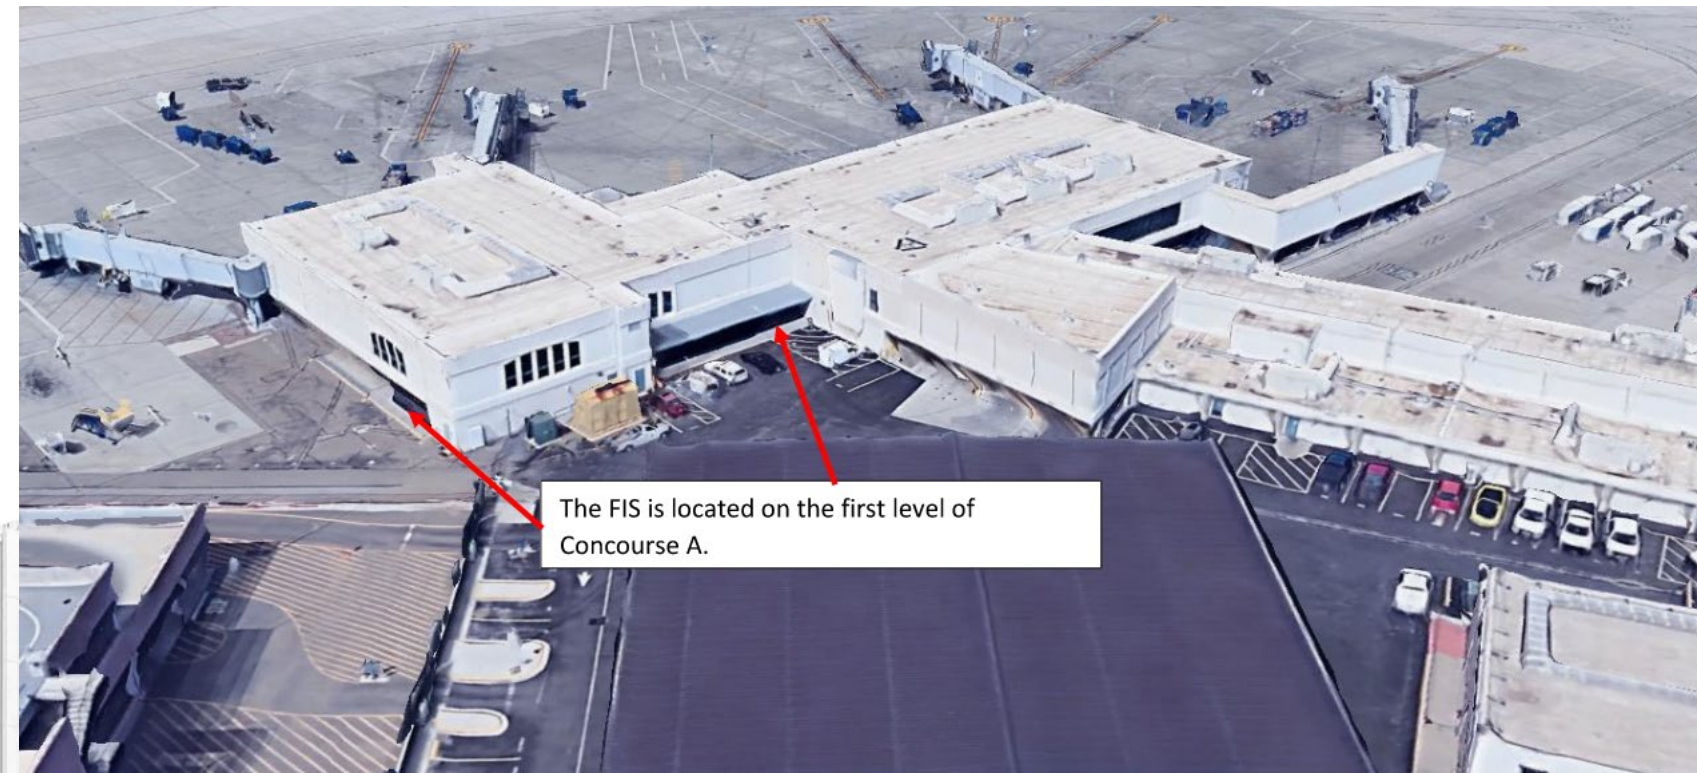 The FIS is located on the first level of
Concourse A.